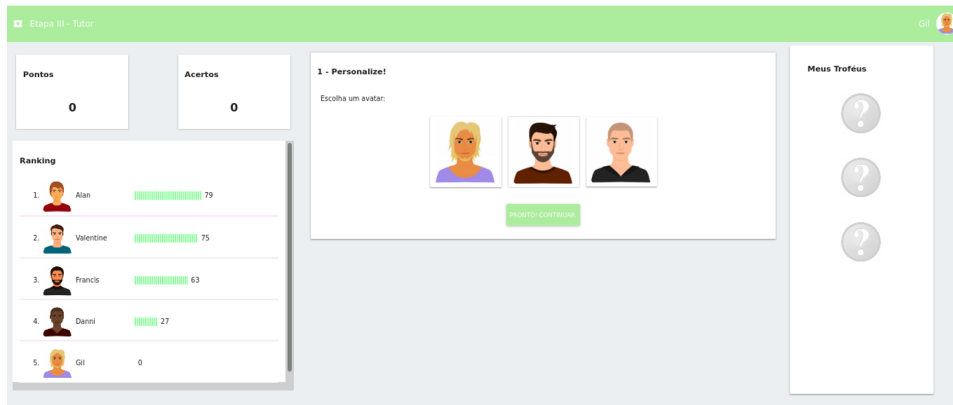 Etapa III - Tutor
Gil
Pontos
0
Acertos
0
Ranking
1. Alan 79
2. Valentine 75
3. Francis 63
4. Danni 27
5. Gil 0
1 - Personalize!
Escolha um avatar:
PRONTO! CONTINUAR
Meus Troféus
?
?
?